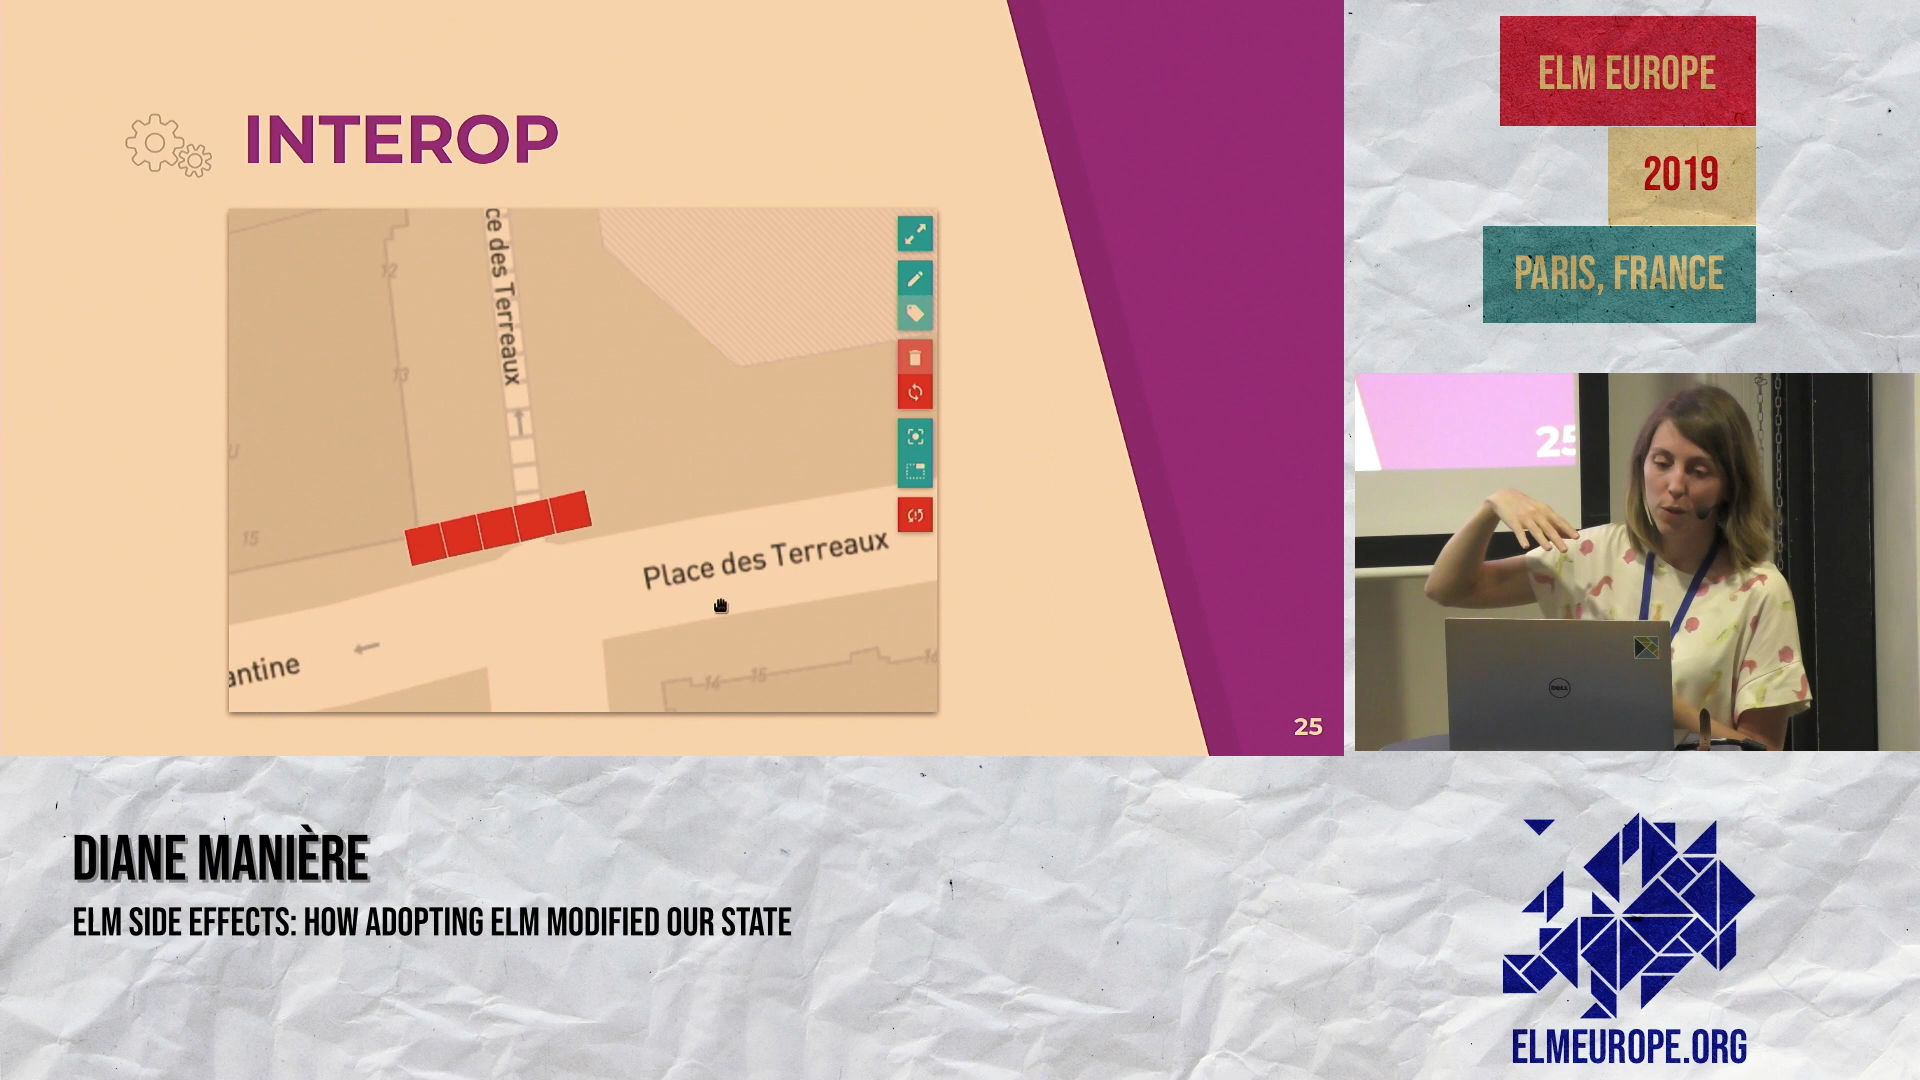 INTEROP
ce des Terreaux
12
13
15
Place des Terreaux
antine
14
15
25
ELM EUROPE
2019
PARIS, FRANCE
25
DELL
DIANE MANIÈRE
ELM SIDE EFFECTS: HOW ADOPTING ELM MODIFIED OUR STATE
ELMEUROPE.ORG